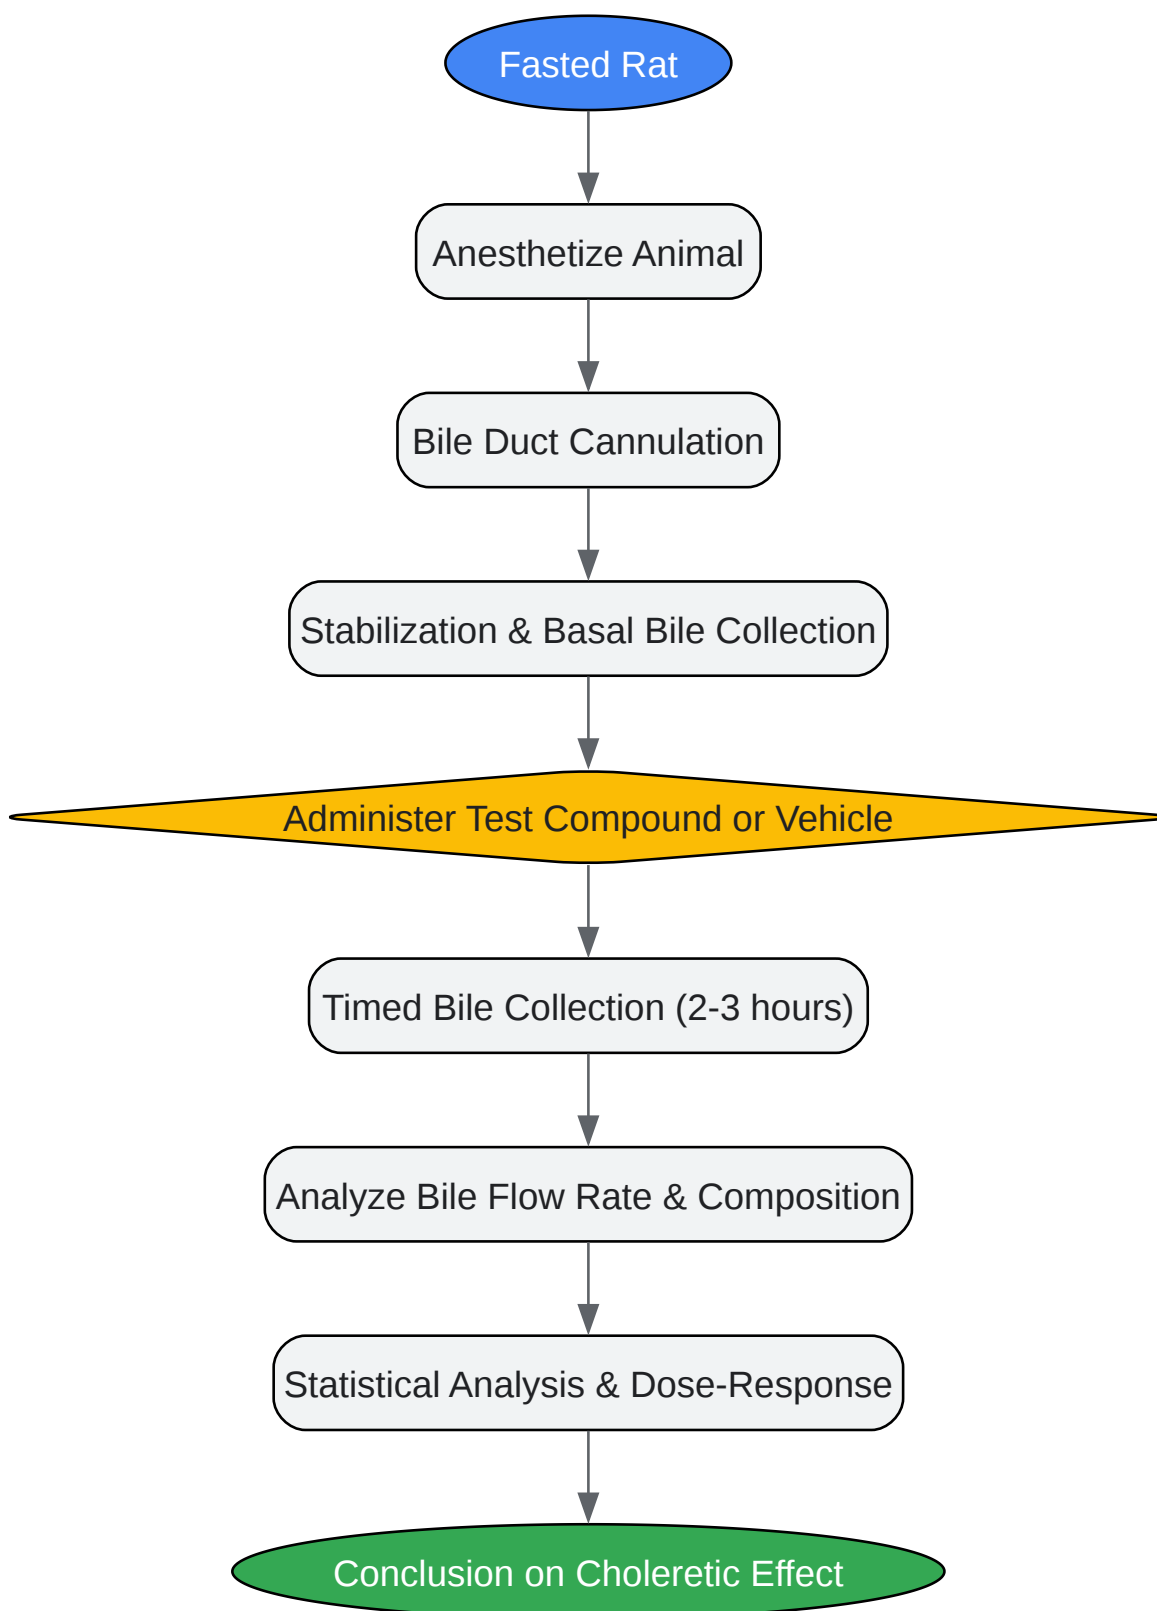 Fasted Rat
Anesthetize Animal
Bile Duct Cannulation
Stabilization & Basal Bile Collection
Administer Test Compound or Vehicle
Timed Bile Collection (2-3 hours)
Analyze Bile Flow Rate & Composition
Statistical Analysis & Dose-Response
Conclusion on Choleretic Effect